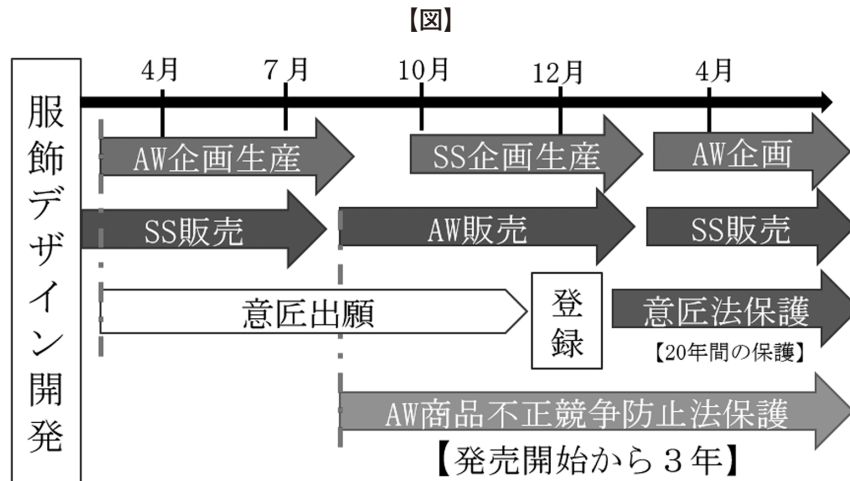 【図】
4月
7月
10月
12月
4月
服飾デザイン開発
AW企画生産
SS企画生産
AW企画
SS販売
AW販売
SS販売
意匠出願
登録
意匠法保護
【20年間の保護】
AW商品不正競争防止法保護
【発売開始から3年】